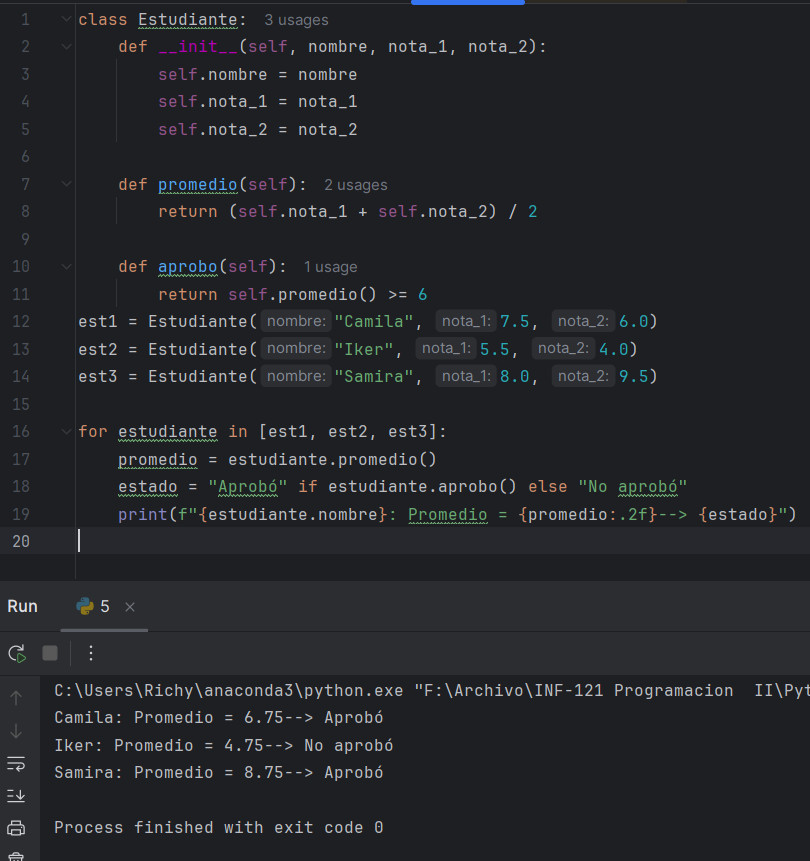 1 class Estudiante: 3 usages
2     def __init__(self, nombre, nota_1, nota_2):
3         self.nombre = nombre
4         self.nota_1 = nota_1
5         self.nota_2 = nota_2
6
7     def promedio(self): 2 usages
8         return (self.nota_1 + self.nota_2) / 2
9
10     def aprobo(self): 1 usage
11         return self.promedio() >= 6
12 est1 = Estudiante( nombre: "Camila", nota_1: 7.5, nota_2: 6.0)
13 est2 = Estudiante( nombre: "Iker", nota_1: 5.5, nota_2: 4.0)
14 est3 = Estudiante( nombre: "Samira", nota_1: 8.0, nota_2: 9.5)
15
16 for estudiante in [est1, est2, est3]:
17     promedio = estudiante.promedio()
18     estado = "Aprobó" if estudiante.aprobo() else "No aprobó"
19     print(f"{estudiante.nombre}: Promedio = {promedio:.2f}--> {estado}")
20
Run 5
C:\Users\Richy\anaconda3\python.exe "F:\Archivo\INF-121 Programacion  II\Pyt
Camila: Promedio = 6.75--> Aprobó
Iker: Promedio = 4.75--> No aprobó
Samira: Promedio = 8.75--> Aprobó
Process finished with exit code 0